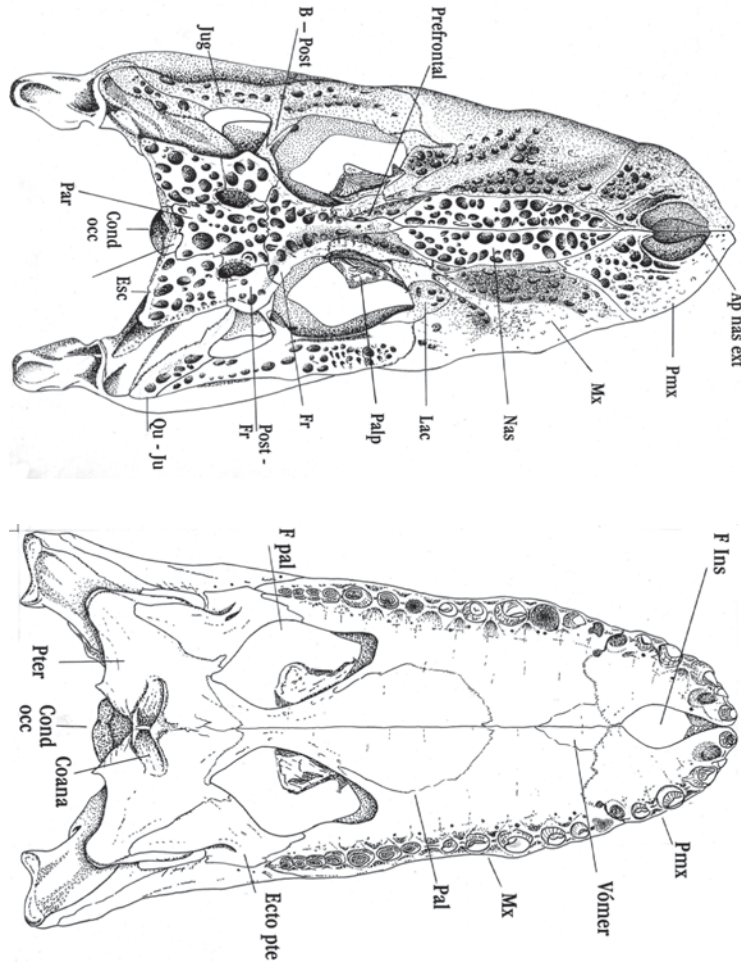 B – Post
Jug
Prefrontal
Ap nas ext
Par
Cond
occ
Esc
Qu - Ju
Post -
Fr
Fr
Palp
Lac
Nas
Mx
Pmx
F pal
F Ins
Pter
Cond
occ
Coana
Ecto pte
Pal
Mx
Vómer
Pmx